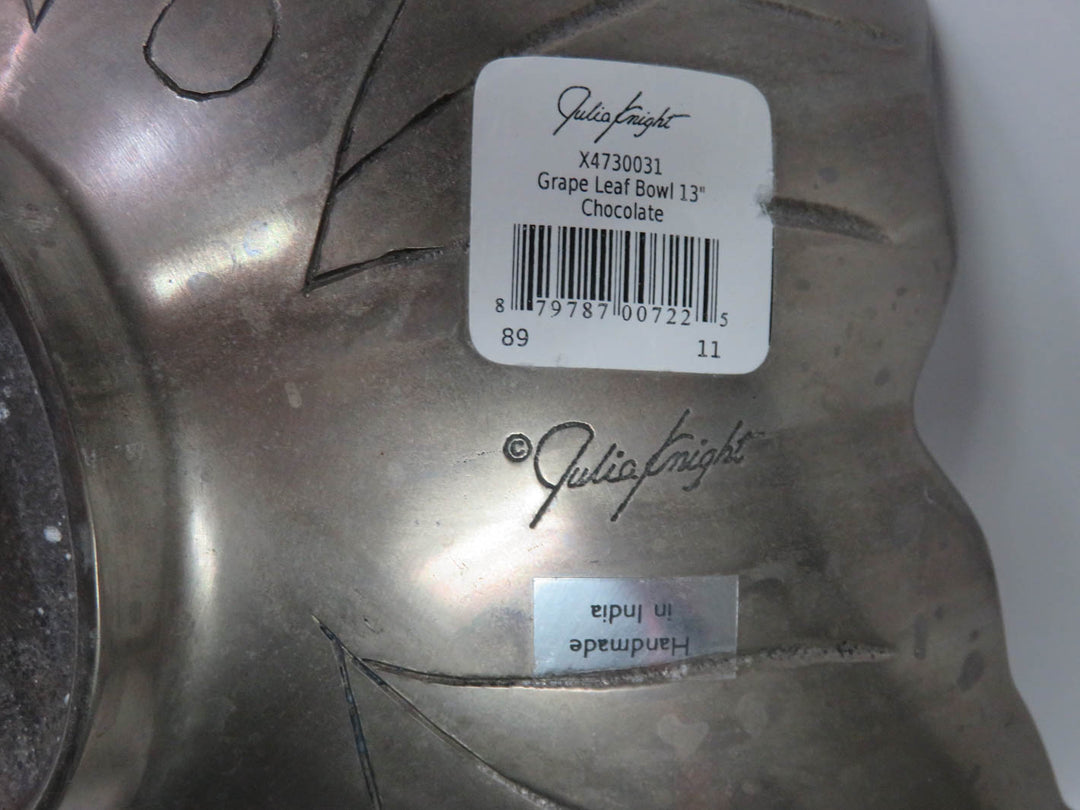 Julia Knight
X4730031
Grape Leaf Bowl 13"
Chocolate
8 79787 00722 5
89 11
© Julia Knight
Handmade
in India